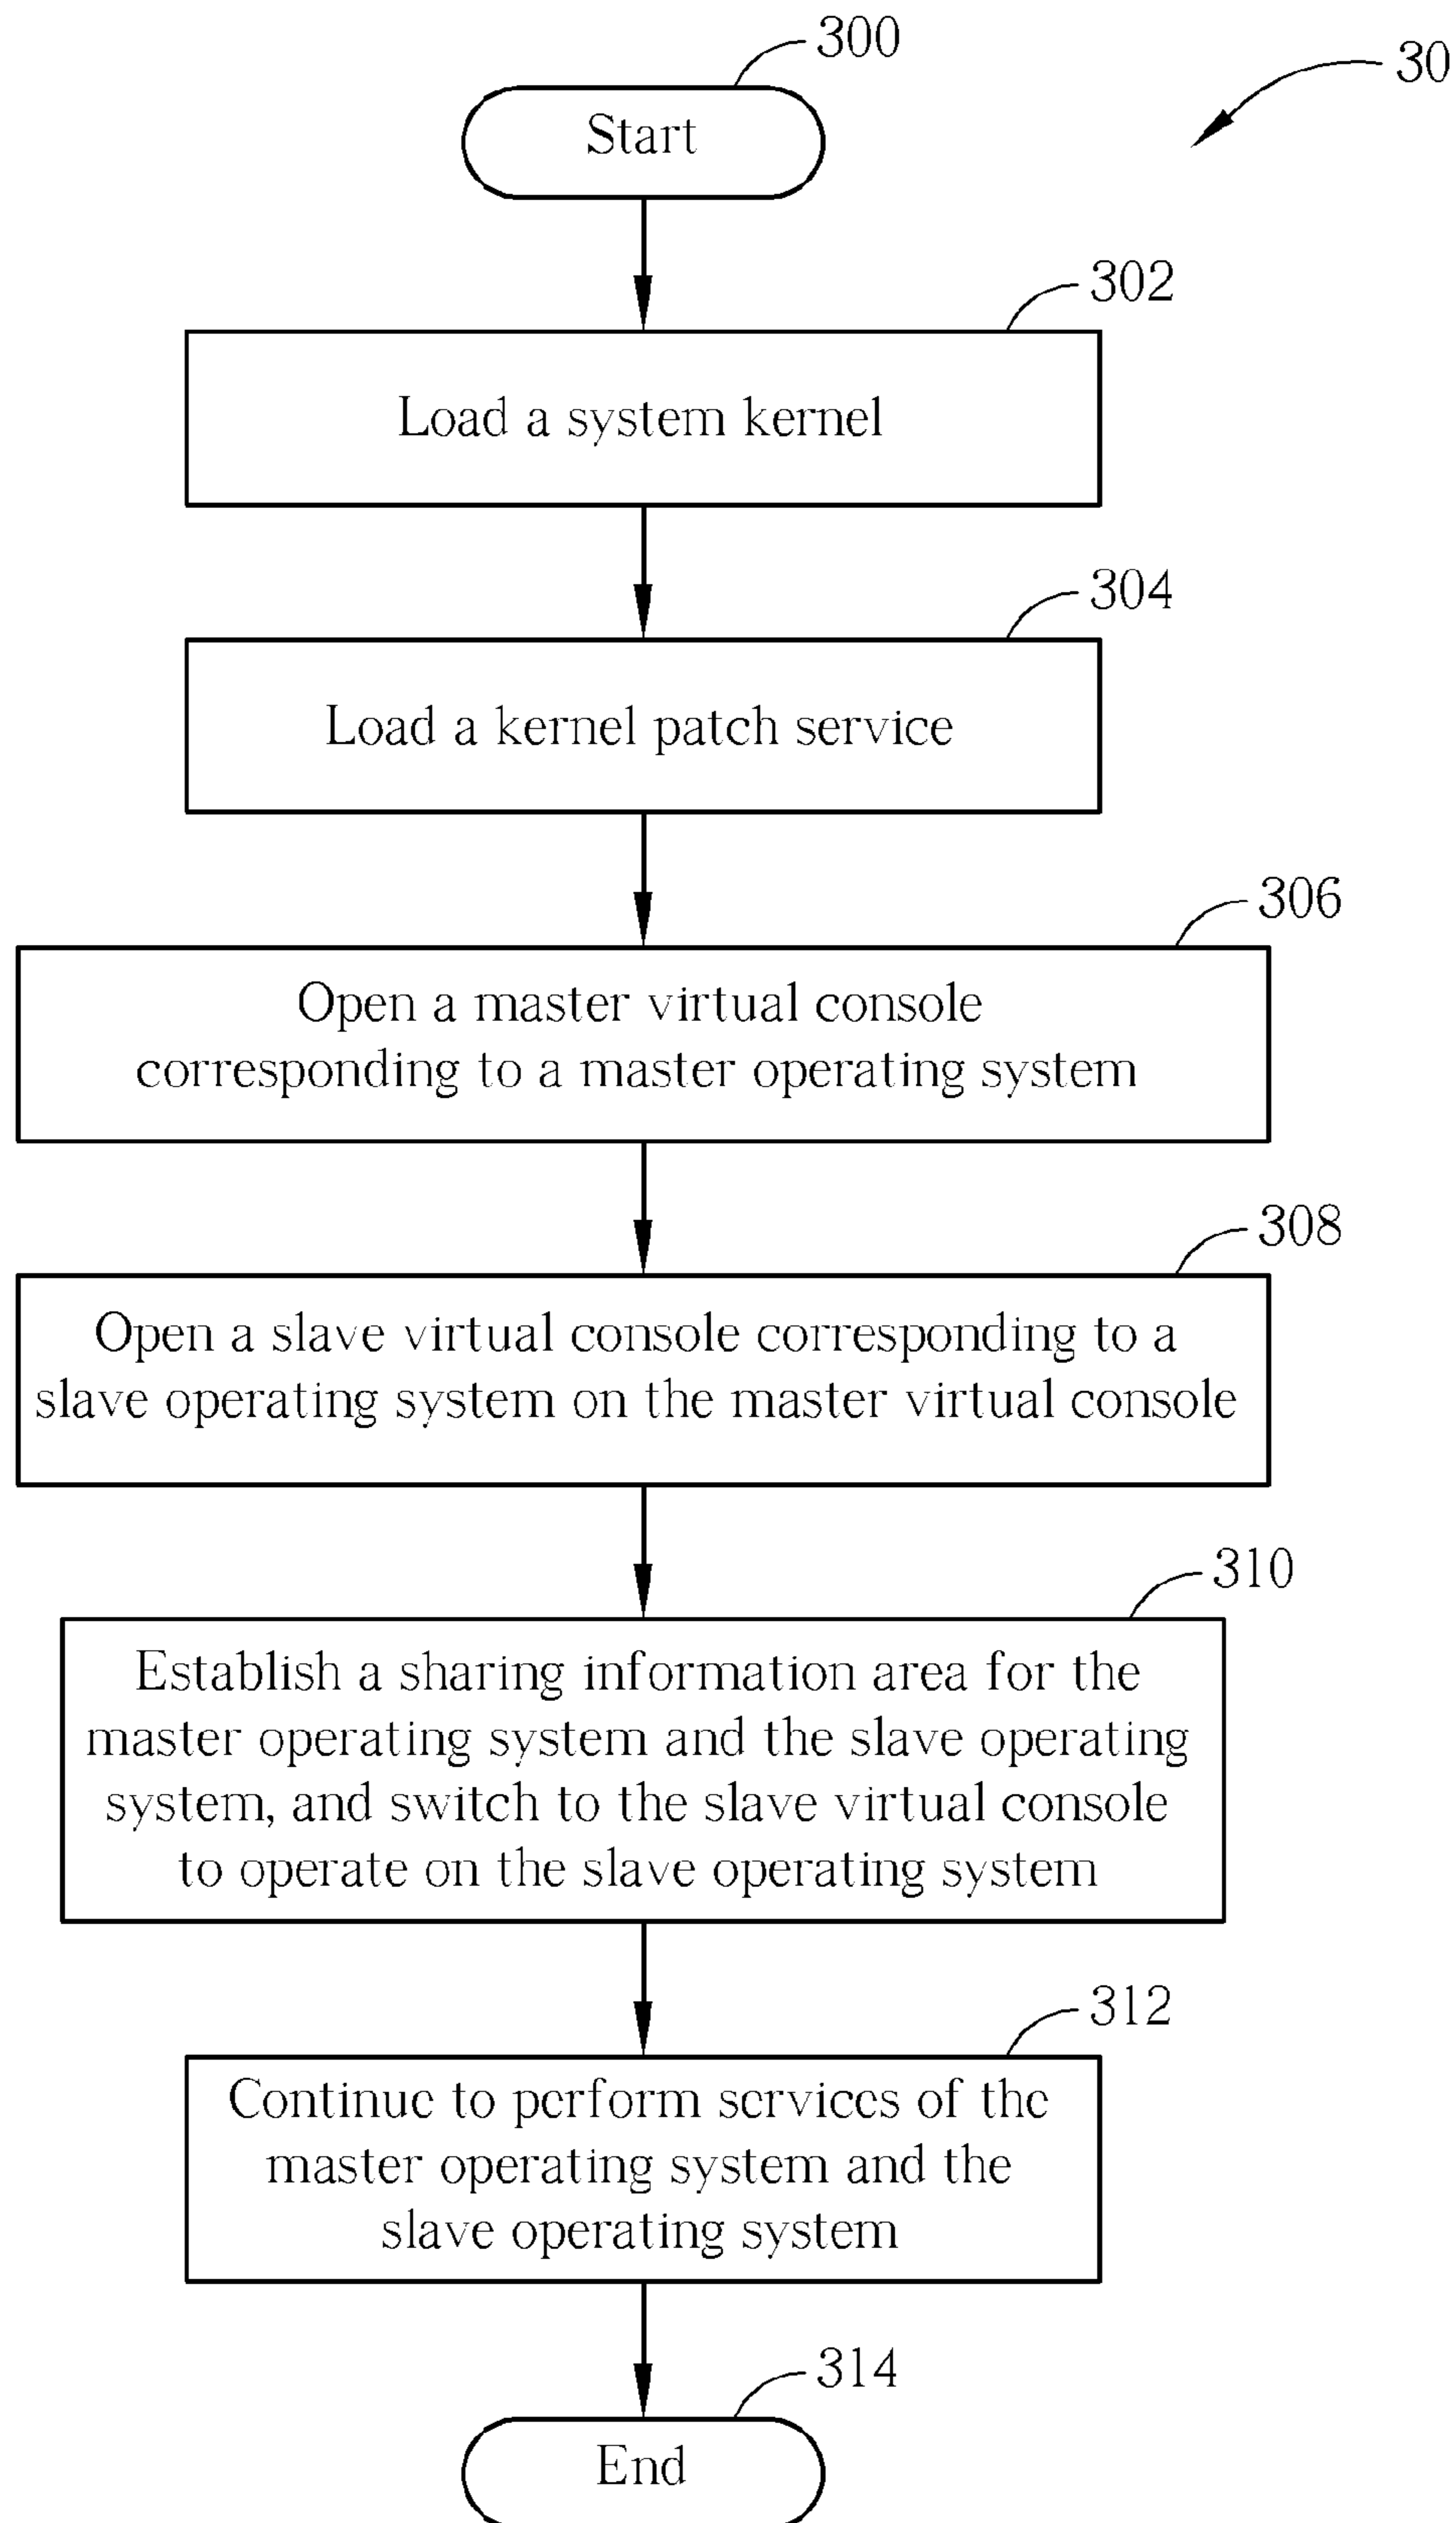 300
30
Start
302
Load a system kernel
304
Load a kernel patch service
306
Open a master virtual console
corresponding to a master operating system
308
Open a slave virtual console corresponding to a
slave operating system on the master virtual console
310
Establish a sharing information area for the
master operating system and the slave operating
system, and switch to the slave virtual console
to operate on the slave operating system
312
Continue to perform services of the
master operating system and the
slave operating system
314
End